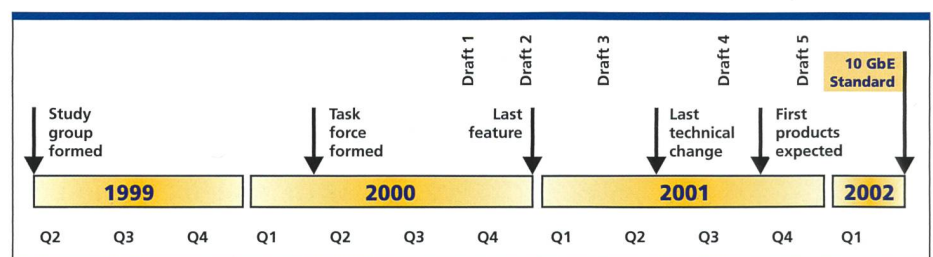 Draft 1
Draft 2
Draft 3
Draft 4
Draft 5
10 GbE
Standard
Study
group
formed
Task
force
formed
Last
feature
Last
technical
change
First
products
expected
1999
2000
2001
2002
Q2
Q3
Q4
Q1
Q2
Q3
Q4
Q1
Q2
Q3
Q4
Q1